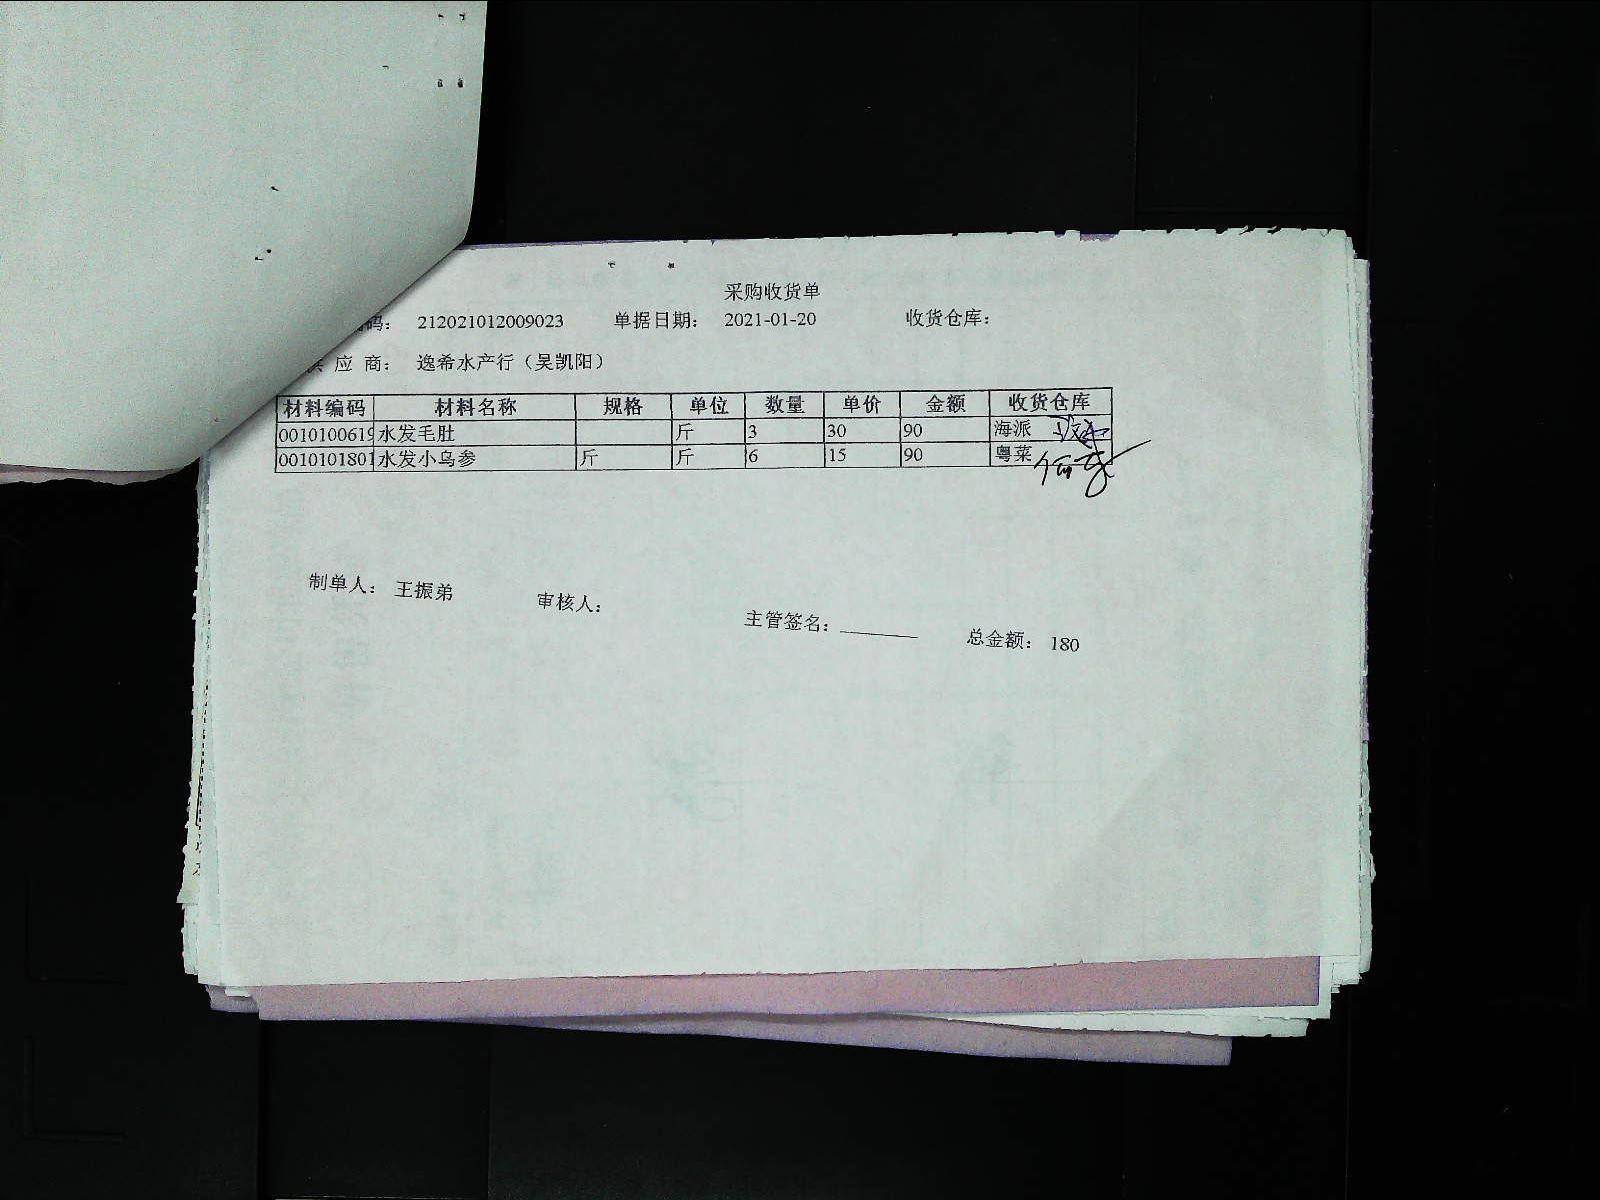 采购收货单
码： 212021012009023 单据日期： 2021-01-20 收货仓库：
应 商： 逸希水产行（吴凯阳）
材料编码 材料名称 规格 单位 数量 单价 金额 收货仓库
0010100619 水发毛肚 斤 3 30 90 海派
0010101801 水发小乌参 斤 斤 6 15 90 粤菜
制单人： 王振弟 审核人： 主管签名： 总金额： 180